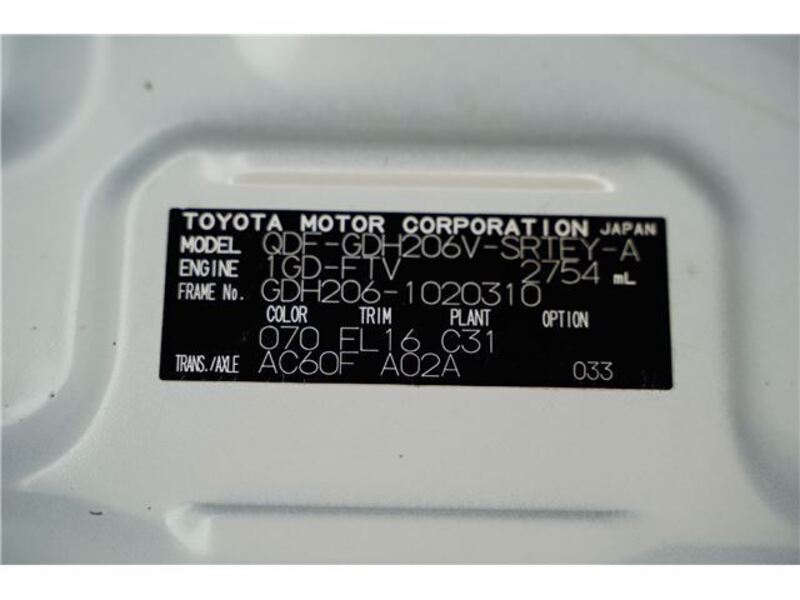 TOYOTA MOTOR CORPORATION JAPAN
MODEL QDF-GDH206V-SRTEY-A
ENGINE 1GD-FTV 2754 mL
FRAME No. GDH206-1020310
COLOR TRIM PLANT OPTION
070 FL16 C31
TRANS./AXLE AC60F A02A 033